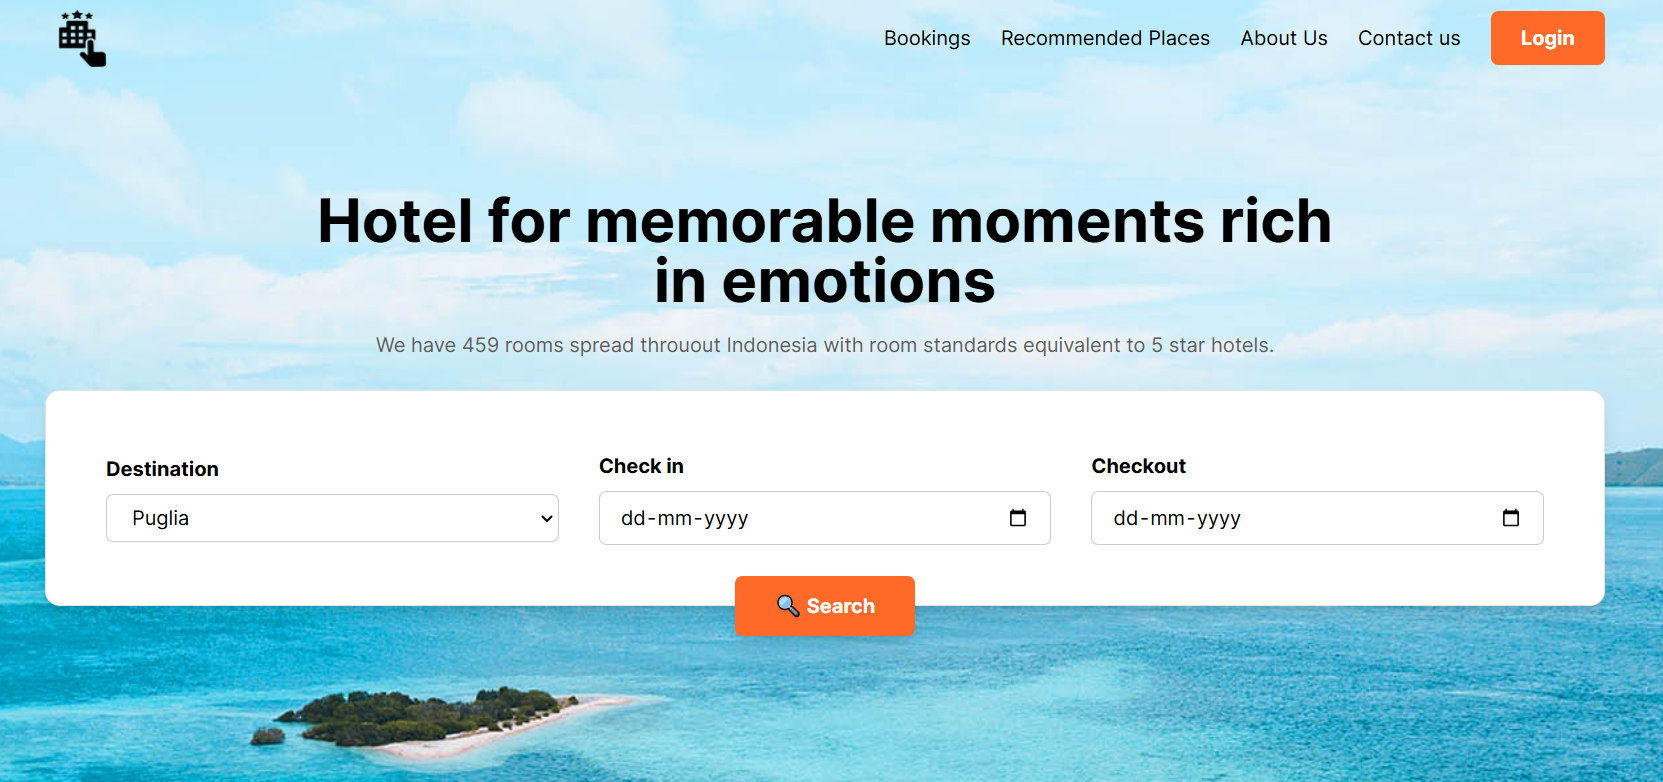 Bookings Recommended Places About Us Contact us Login
Hotel for memorable moments rich
in emotions
We have 459 rooms spread throuout Indonesia with room standards equivalent to 5 star hotels.
Destination Check in Checkout
Puglia dd-mm-yyyy dd-mm-yyyy
Search